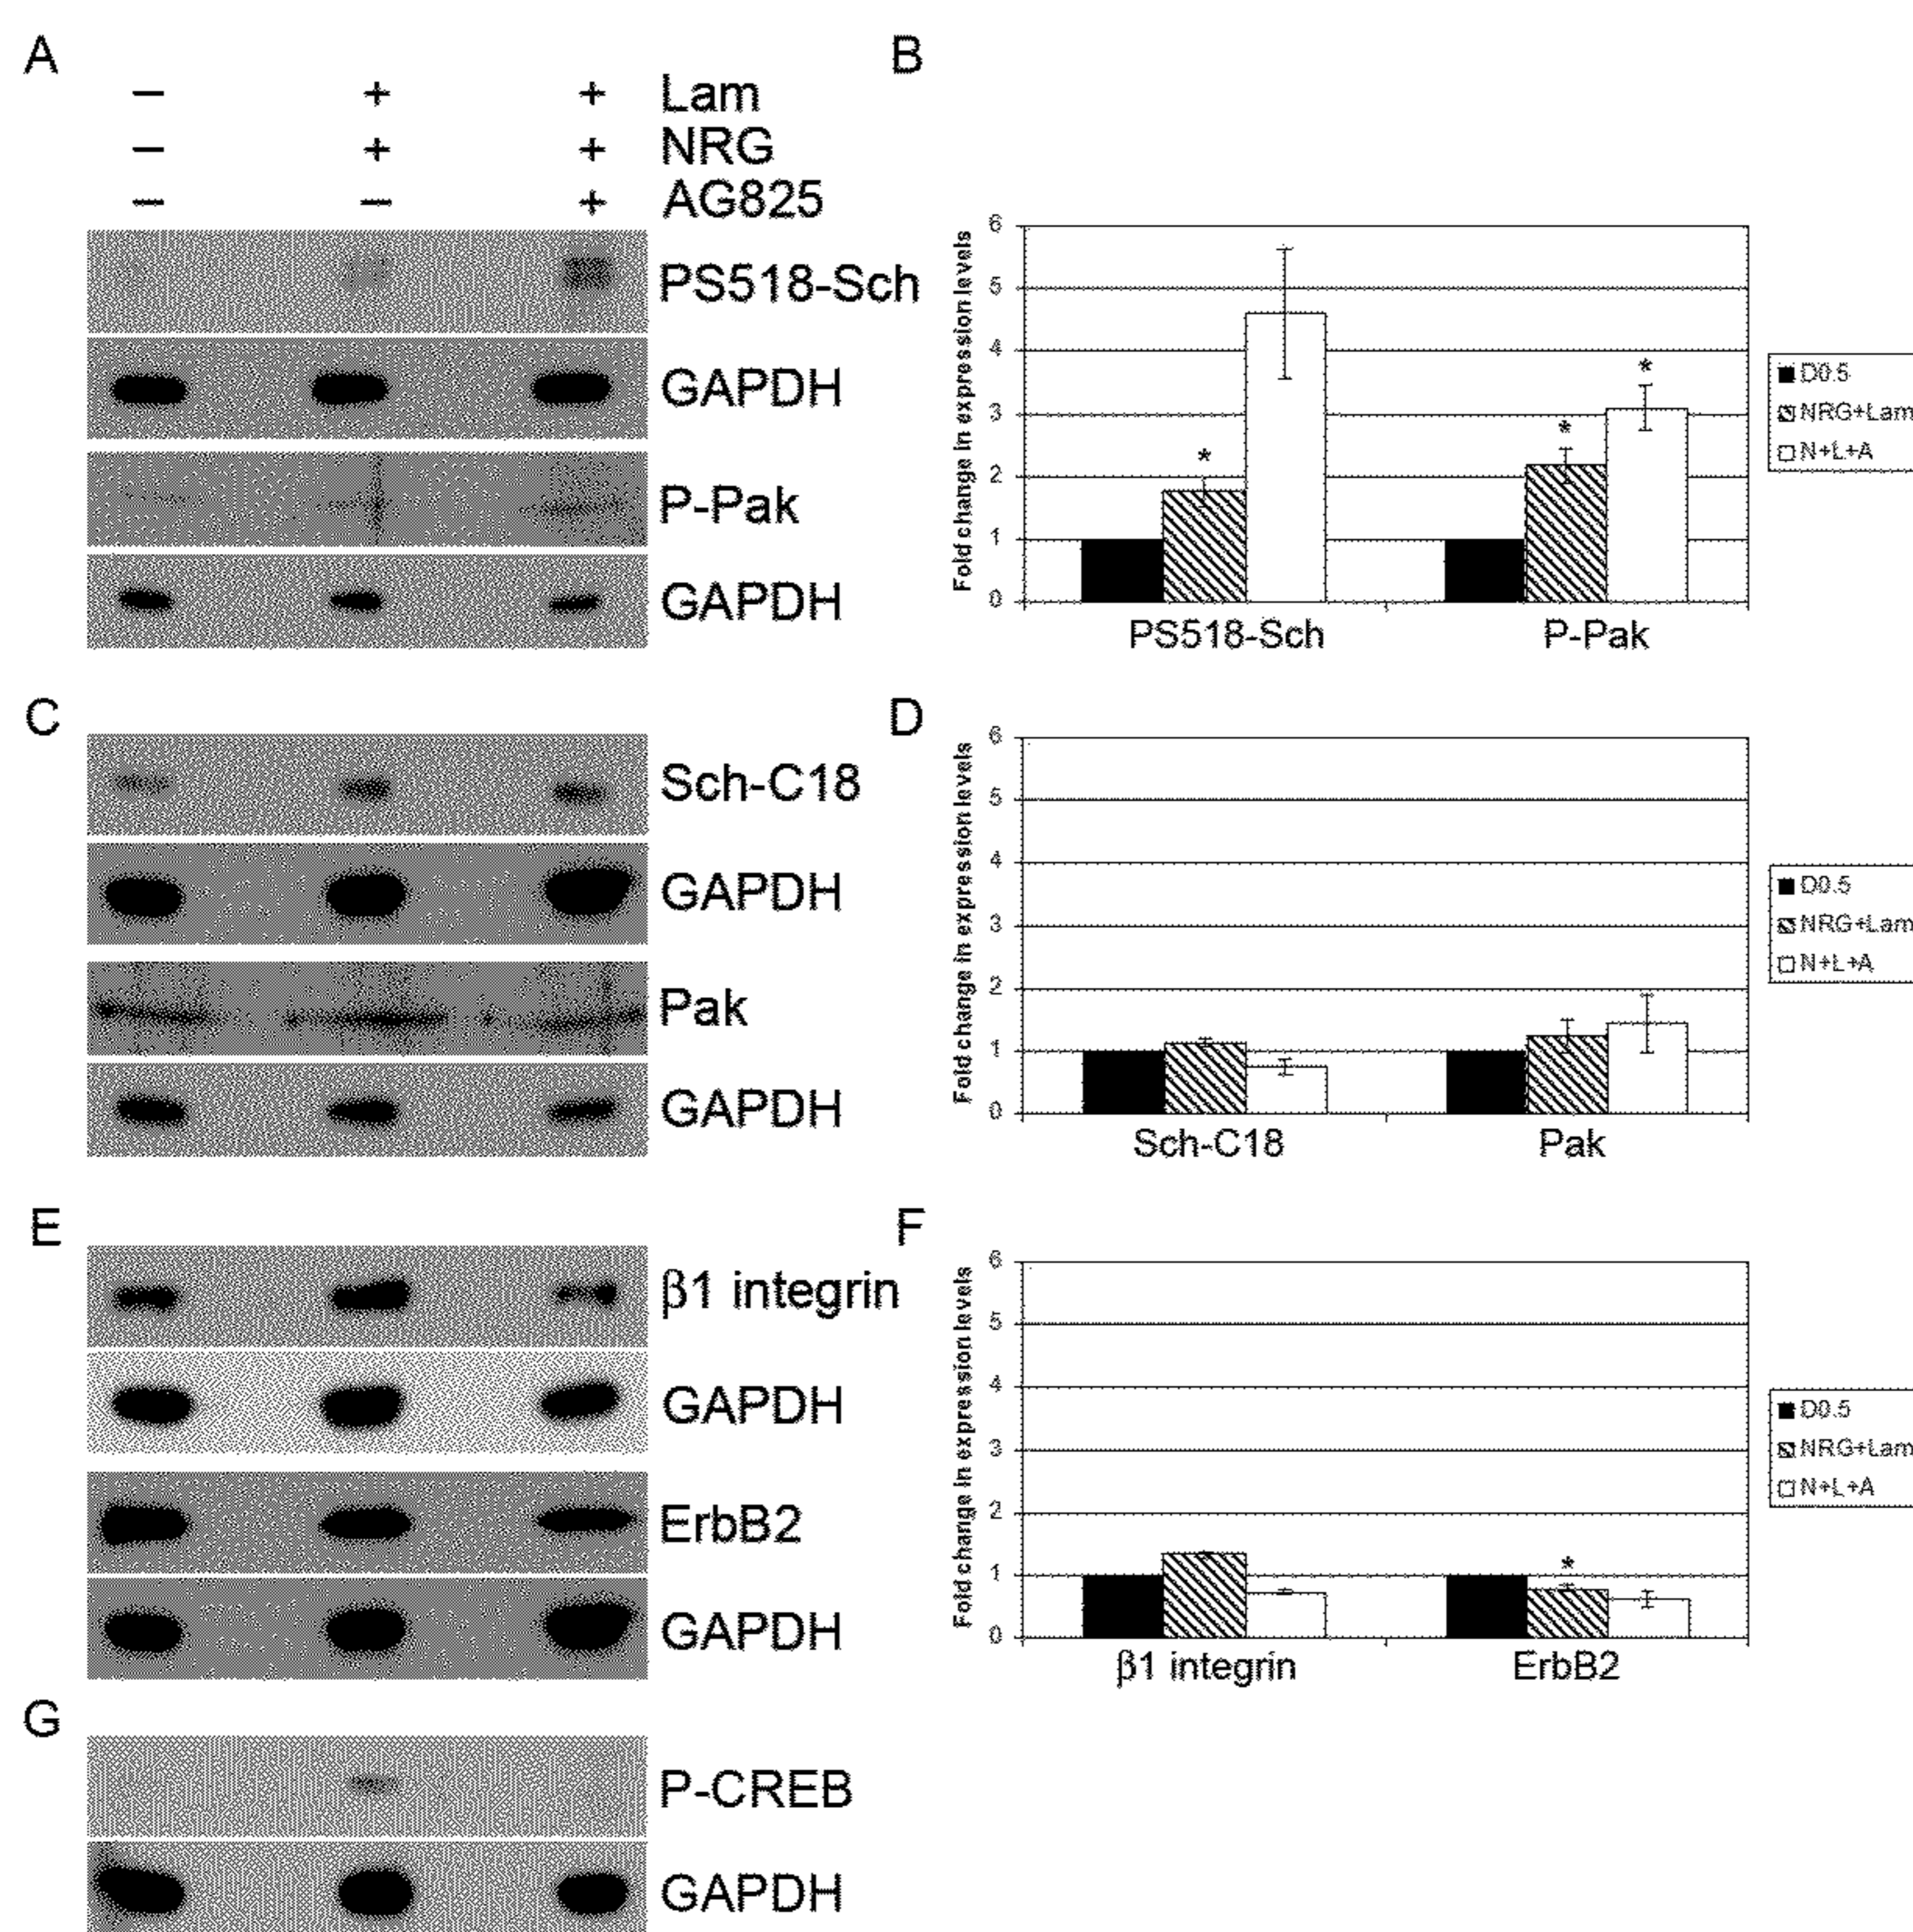 A
− + + Lam
− + + NRG
− − + AG825
PS518-Sch
GAPDH
P-Pak
GAPDH
B
Fold change in expression levels
6
5
4
3
2
1
0
*
*
*
PS518-Sch P-Pak
D0.5
NRG+Lam
N+L+A
C
Sch-C18
GAPDH
Pak
GAPDH
D
Fold change in expression levels
6
5
4
3
2
1
0
Sch-C18 Pak
D0.5
NRG+Lam
N+L+A
E
β1 integrin
GAPDH
ErbB2
GAPDH
F
Fold change in expression levels
6
5
4
3
2
1
0
*
β1 integrin ErbB2
D0.5
NRG+Lam
N+L+A
G
P-CREB
GAPDH